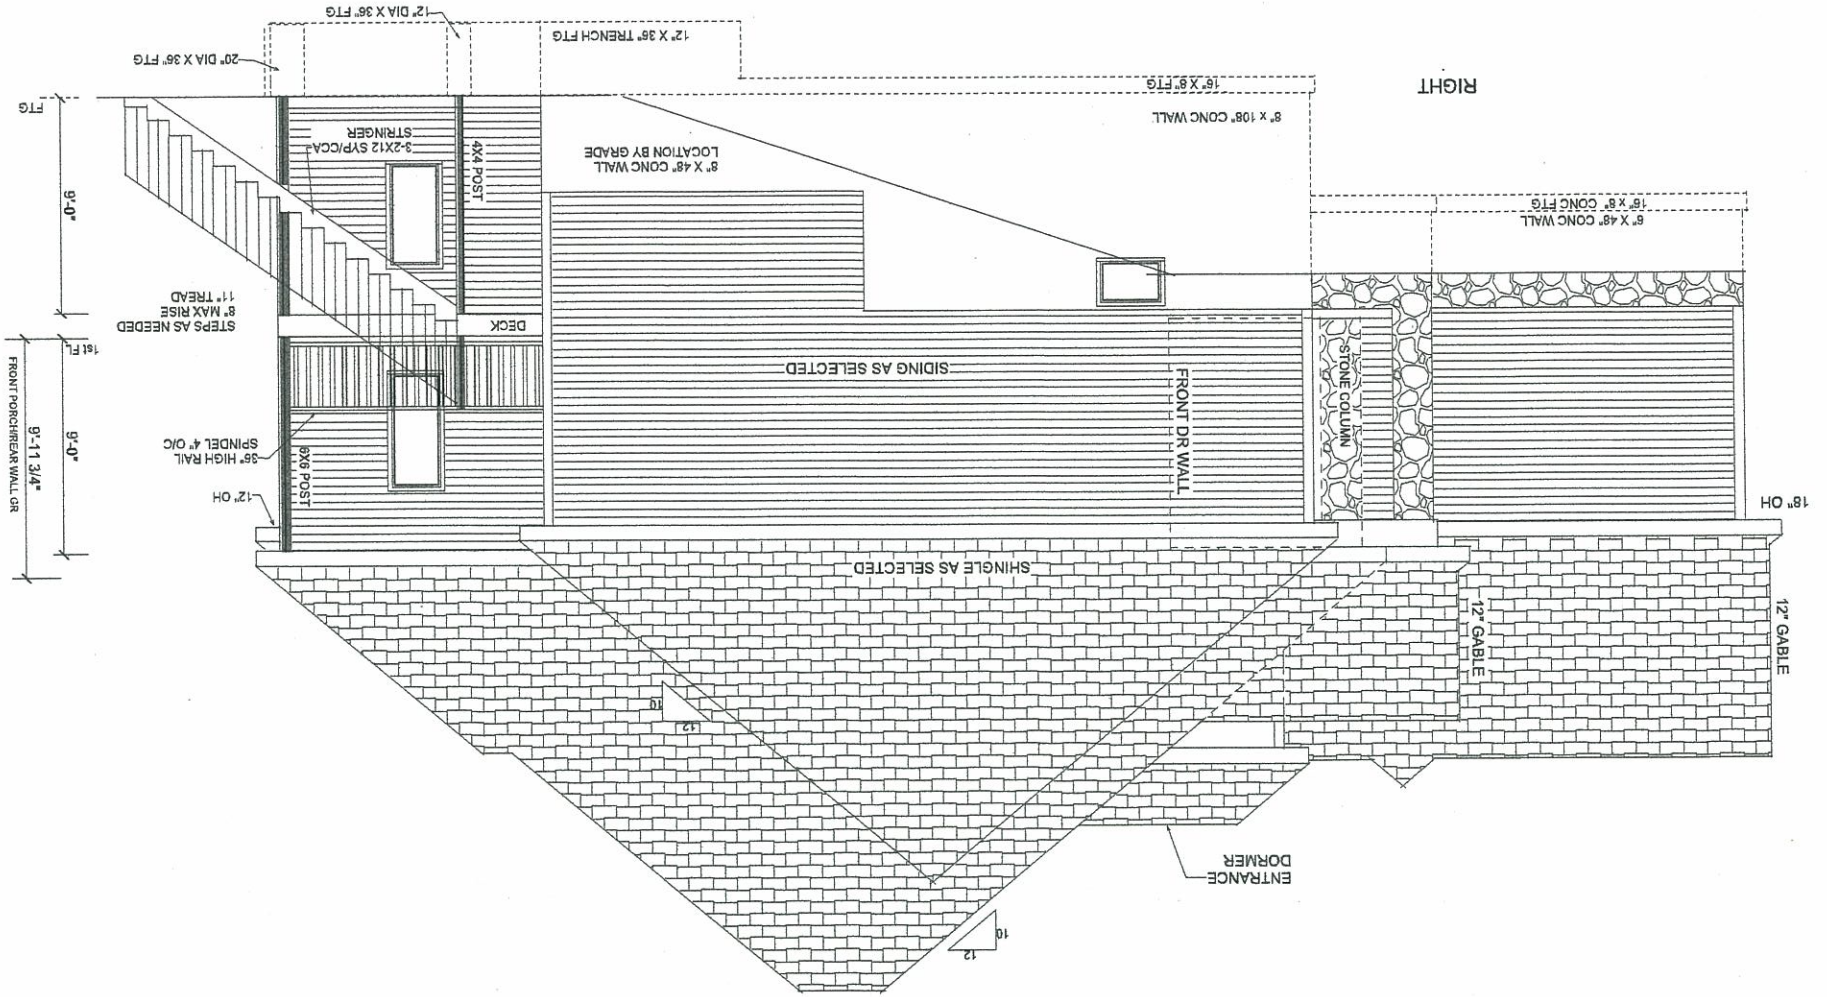 ENTRANCE
DORMER
12
10
12
10
12" GABLE
12" GABLE
SHINGLE AS SELECTED
18" OH
12" OH
FRONT DR WALL
STONE COLUMN
SIDING AS SELECTED
6X6 POST
36" HIGH RAIL
SPINDEL 4" O/C
9'-0"
9'-11 3/4"
FRONT PORCH/REAR WALL GR
1st FL
DECK
STEPS AS NEEDED
8" MAX RISE
11" TREAD
6" X 48" CONC WALL
16" x 8" CONC FTG
8" X 48" CONC WALL
LOCATION BY GRADE
4X4 POST
3-2X12 SYP/CCA
STRINGER
9'-0"
8" x 108" CONC WALL
16" X 8" FTG
FTG
RIGHT
12" X 36" TRENCH FTG
12" DIA X 36" FTG
20" DIA X 36" FTG